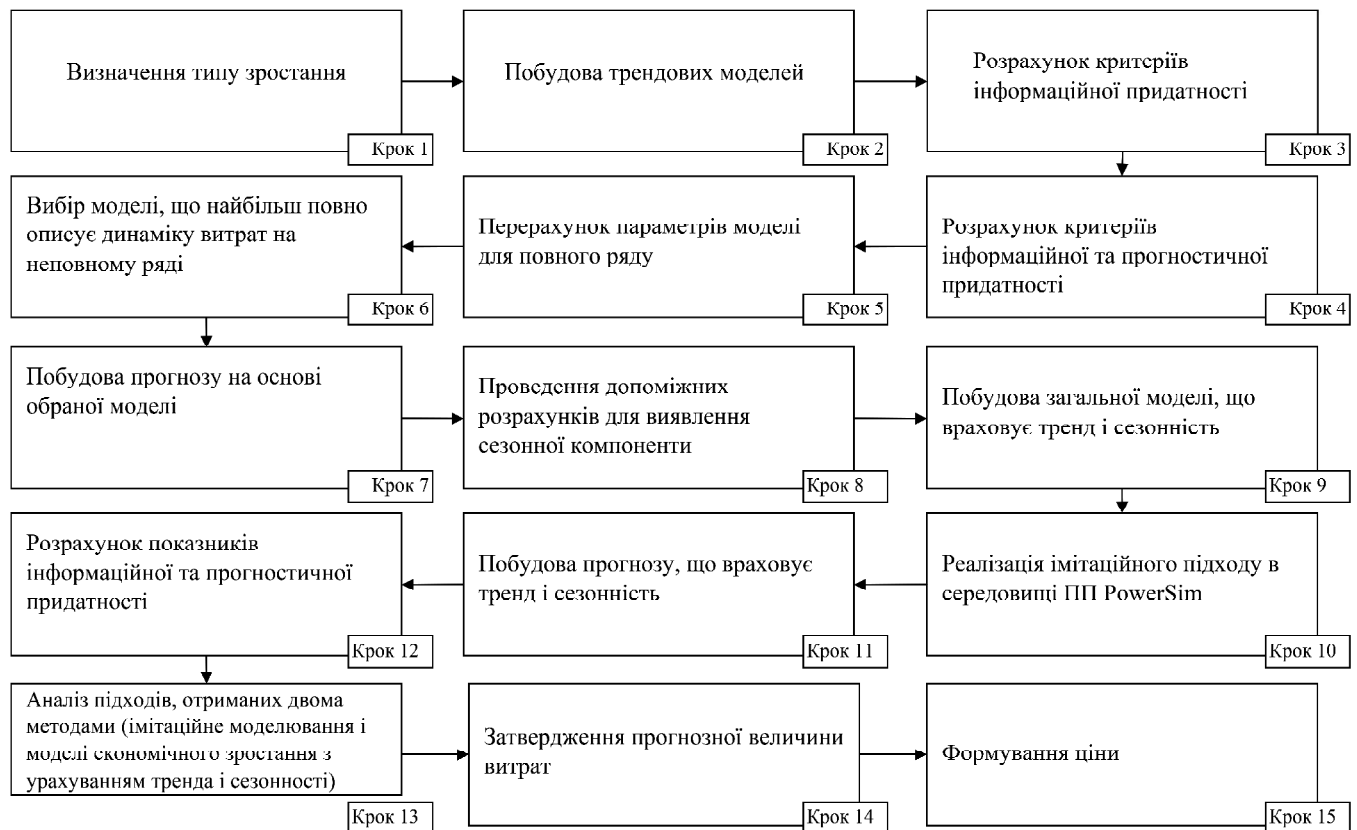 Визначення типу зростання
Крок 1
Побудова трендових моделей
Крок 2
Розрахунок критеріїв
інформаційної придатності
Крок 3
Розрахунок критеріїв
інформаційної та прогностичної
придатності
Крок 4
Перерахунок параметрів моделі
для повного ряду
Крок 5
Вибір моделі, що найбільш повно
описує динаміку витрат на
неповному ряді
Крок 6
Побудова прогнозу на основі
обраної моделі
Крок 7
Проведення допоміжних
розрахунків для виявлення
сезонної компоненти
Крок 8
Побудова загальної моделі, що
враховує тренд і сезонність
Крок 9
Реалізація імітаційного підходу в
середовищі ПП PowerSim
Крок 10
Побудова прогнозу, що враховує
тренд і сезонність
Крок 11
Розрахунок показників
інформаційної та прогностичної
придатності
Крок 12
Аналіз підходів, отриманих двома
методами (імітаційне моделювання і
моделі економічного зростання з
урахуванням тренда і сезонності)
Крок 13
Затвердження прогнозної величини
витрат
Крок 14
Формування ціни
Крок 15